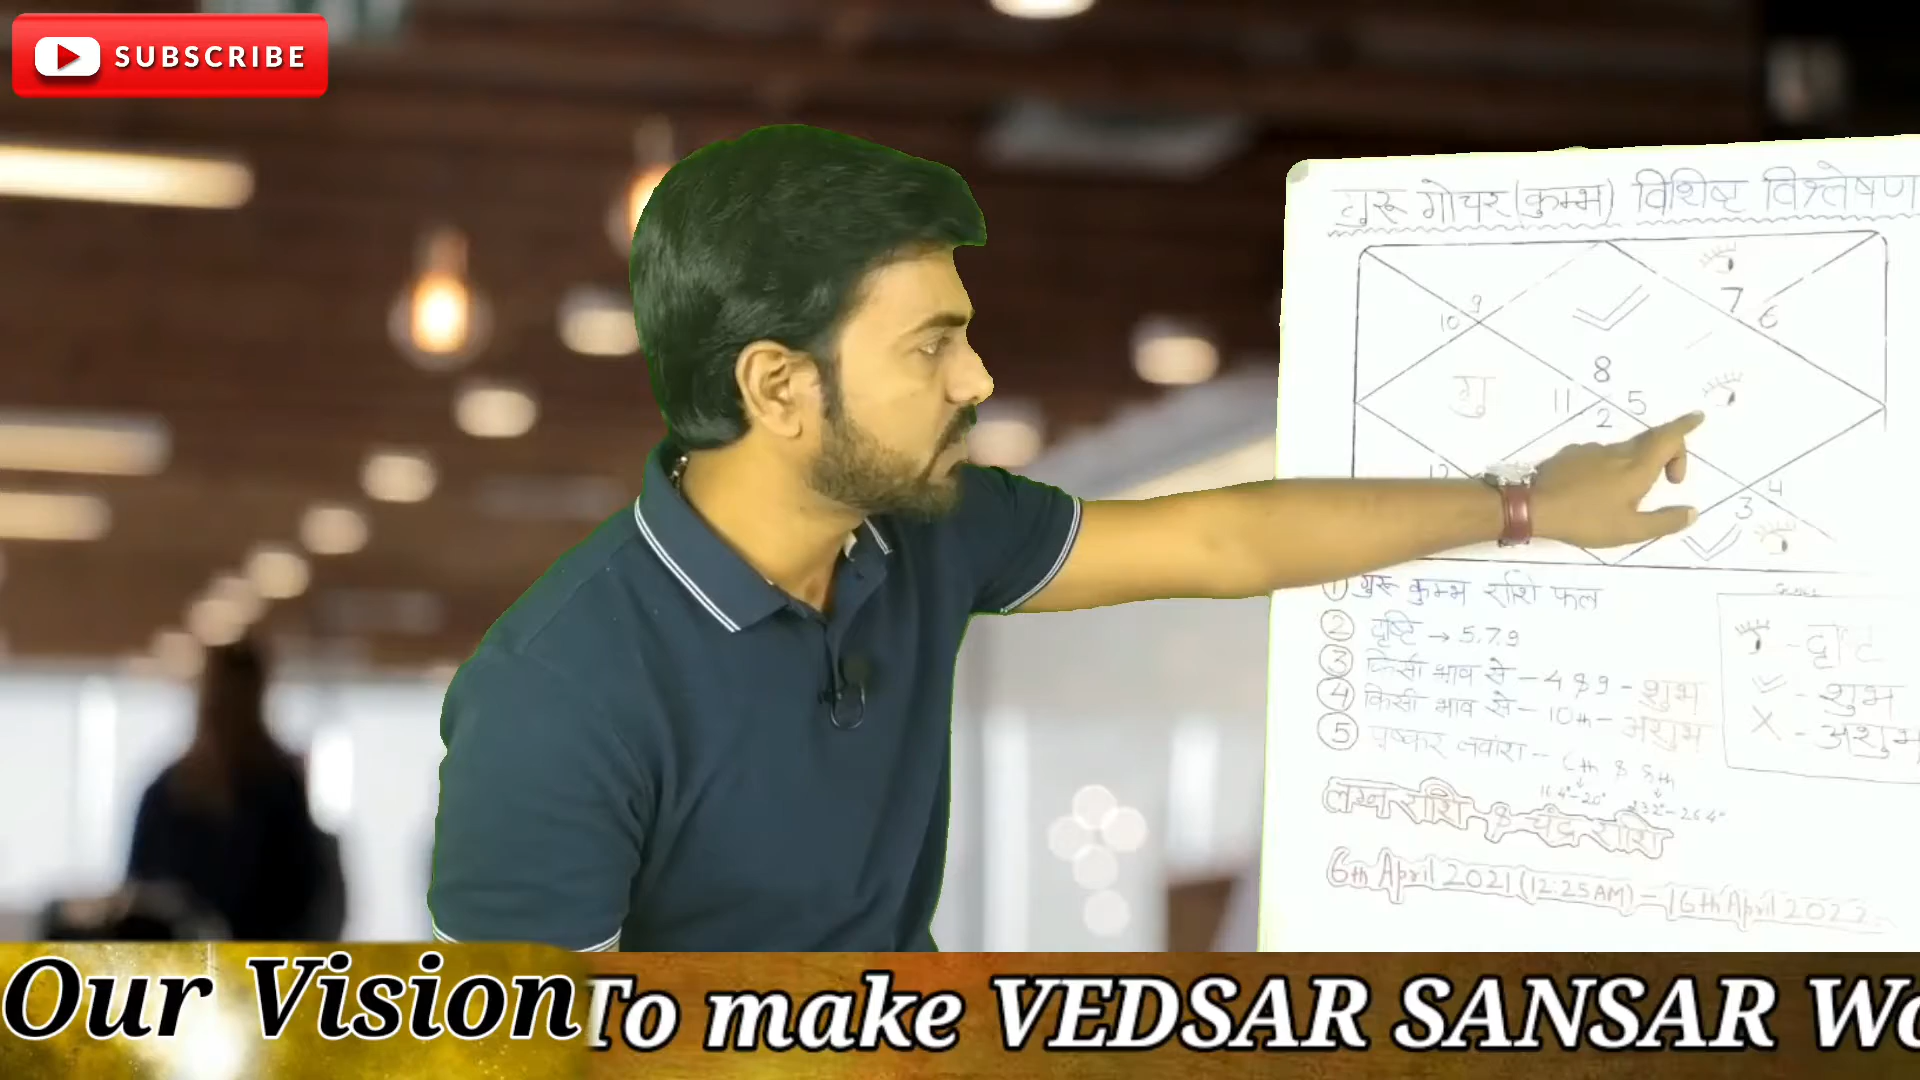 SUBSCRIBE
गुरू गोचर (कुम्भ) विशिष्ट विश्लेषण
7
9
10
6
8
गु
11
5
2
12
4
3
① गुरू कुम्भ राशि फल
② दृष्टि → 5,7,9
- दृष्टि
③ किसी भाव से - 4 & 9 - शुभ
- शुभ
④ किसी भाव से - 10th - अशुभ
X - अशुभ
⑤ पुष्कर नवांश - 6th & 8th
लग्न राशि & चंद्र राशि
6th April 2021 (12:25AM) - 16th April 2022
Our Vision
To make VEDSAR SANSAR Wo